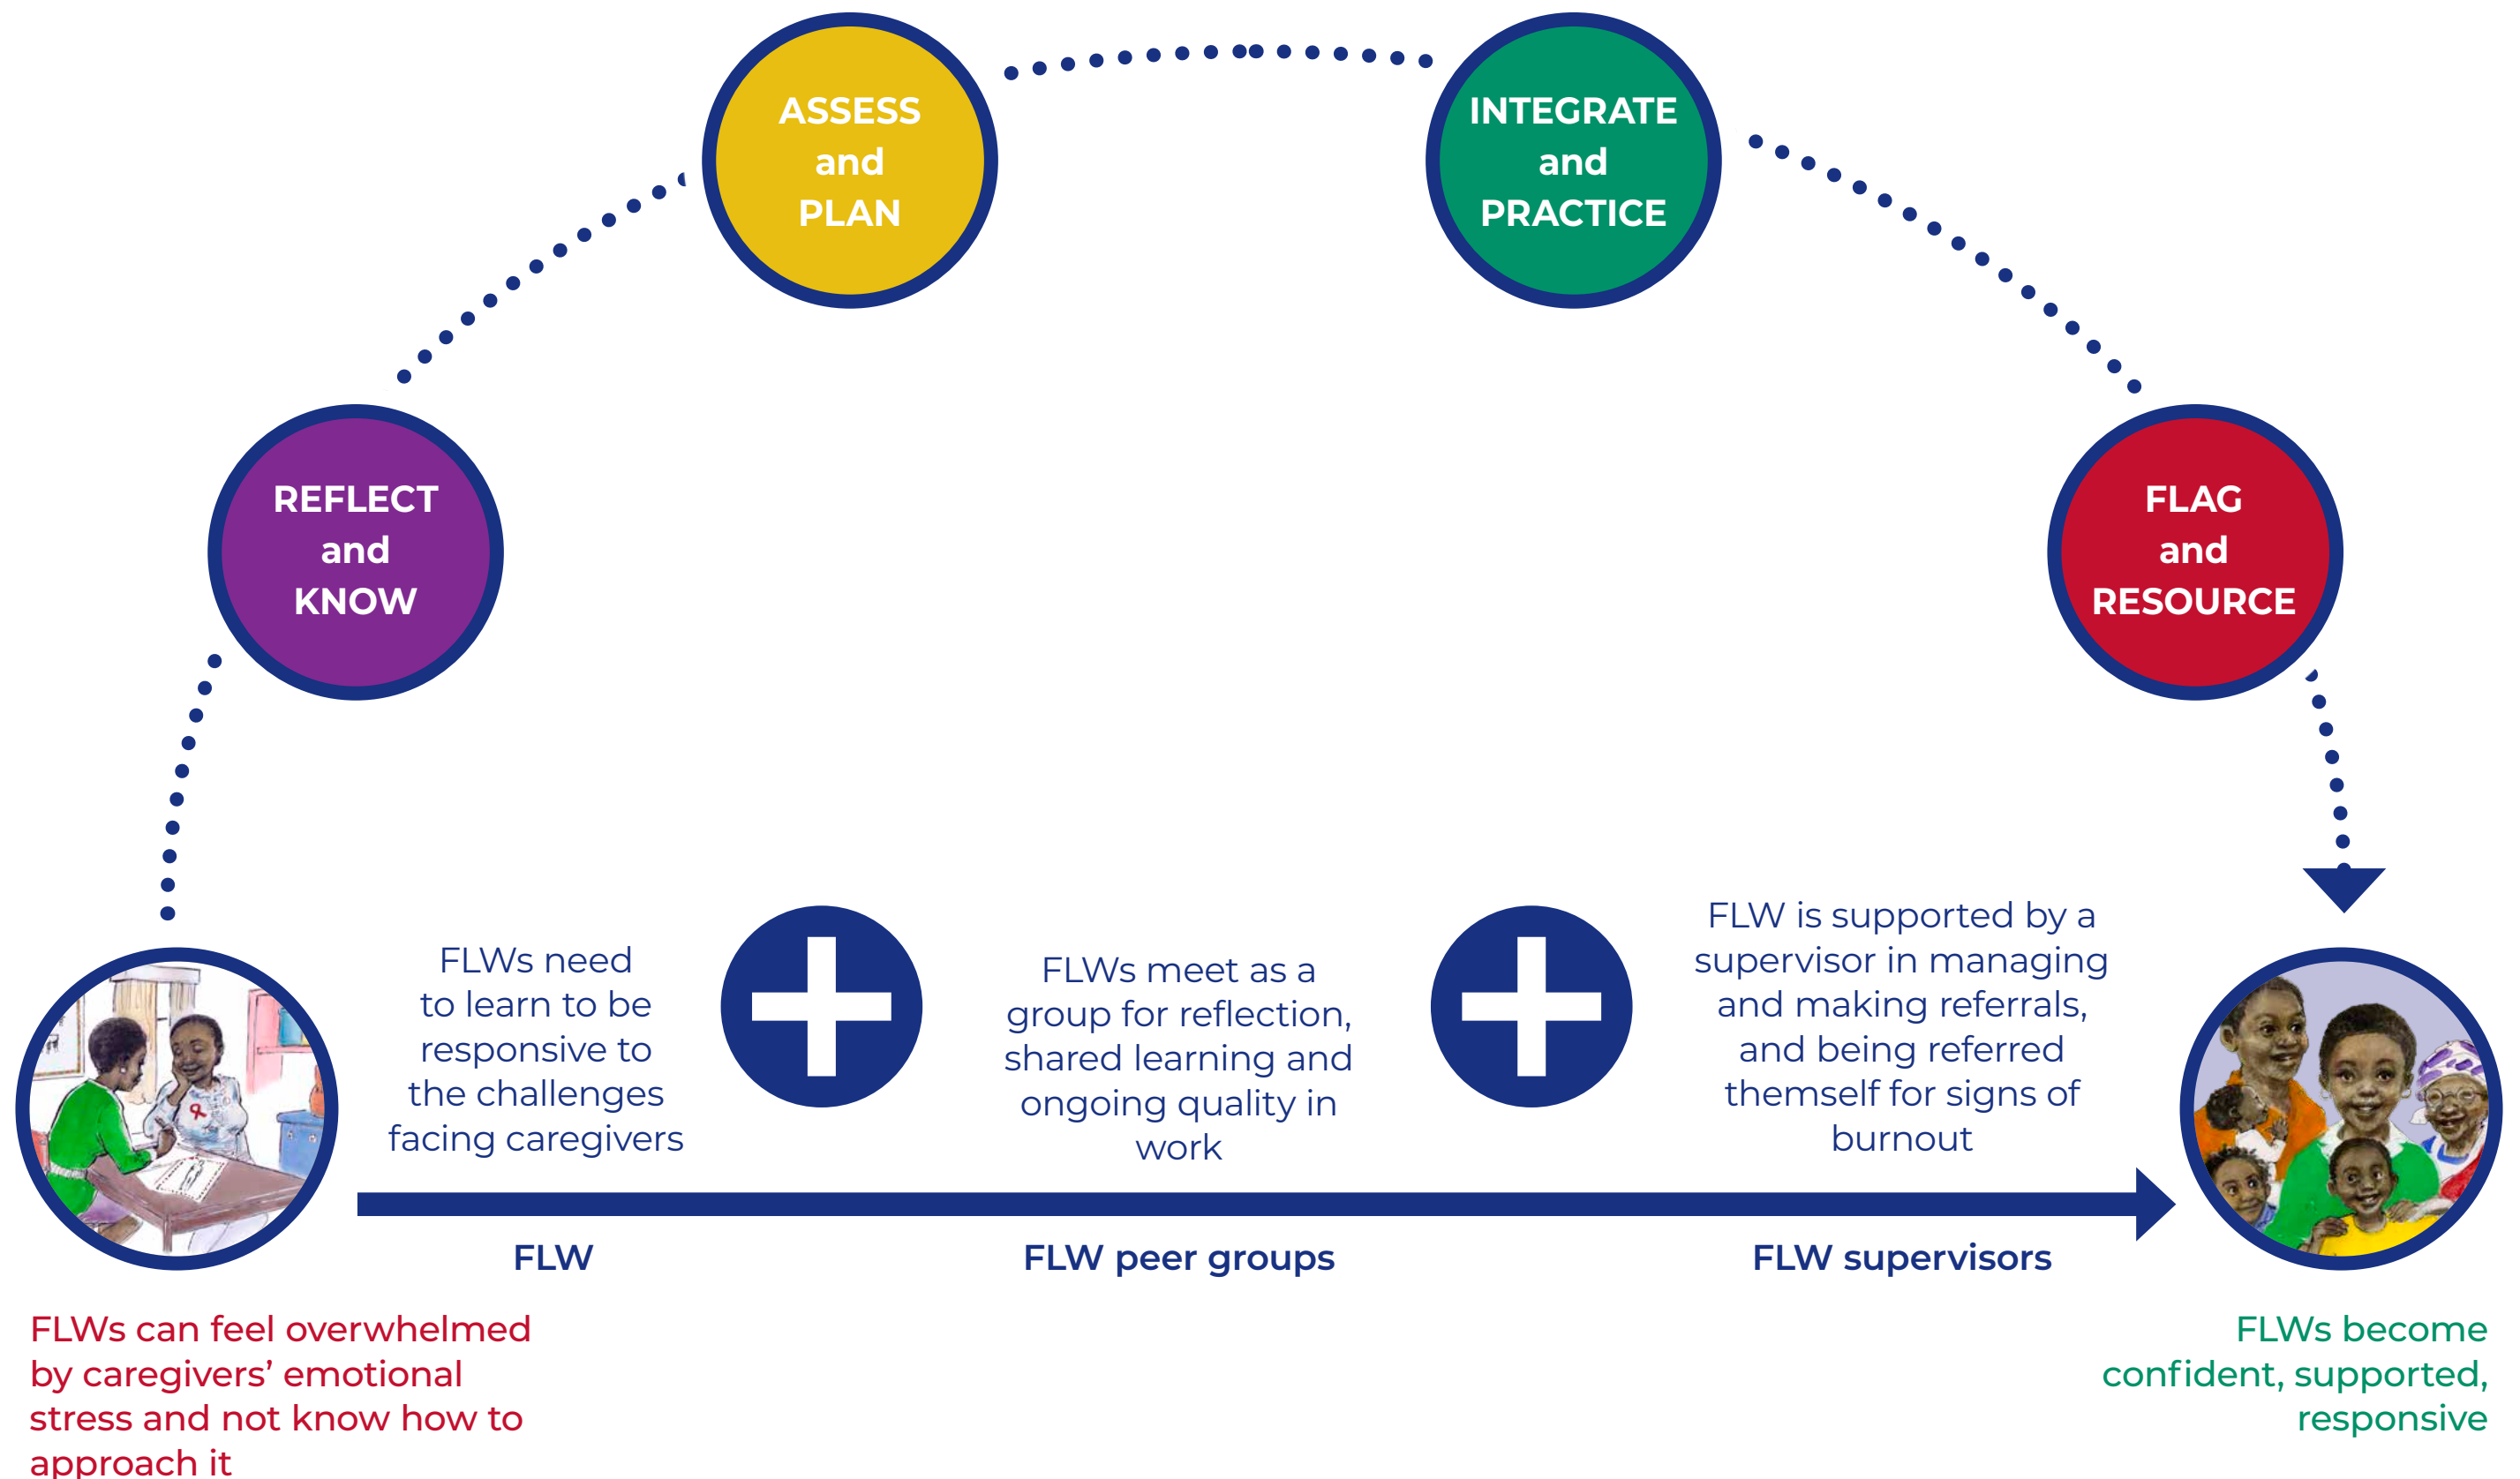 ASSESS
and
PLAN
INTEGRATE
and
PRACTICE
REFLECT
and
KNOW
FLAG
and
RESOURCE
FLWs need
to learn to be
responsive to
the challenges
facing caregivers
FLWs meet as a
group for reflection,
shared learning and
ongoing quality in
work
FLW is supported by a
supervisor in managing
and making referrals,
and being referred
themself for signs of
burnout
FLW
FLW peer groups
FLW supervisors
FLWs can feel overwhelmed
by caregivers’ emotional
stress and not know how to
approach it
FLWs become
confident, supported,
responsive